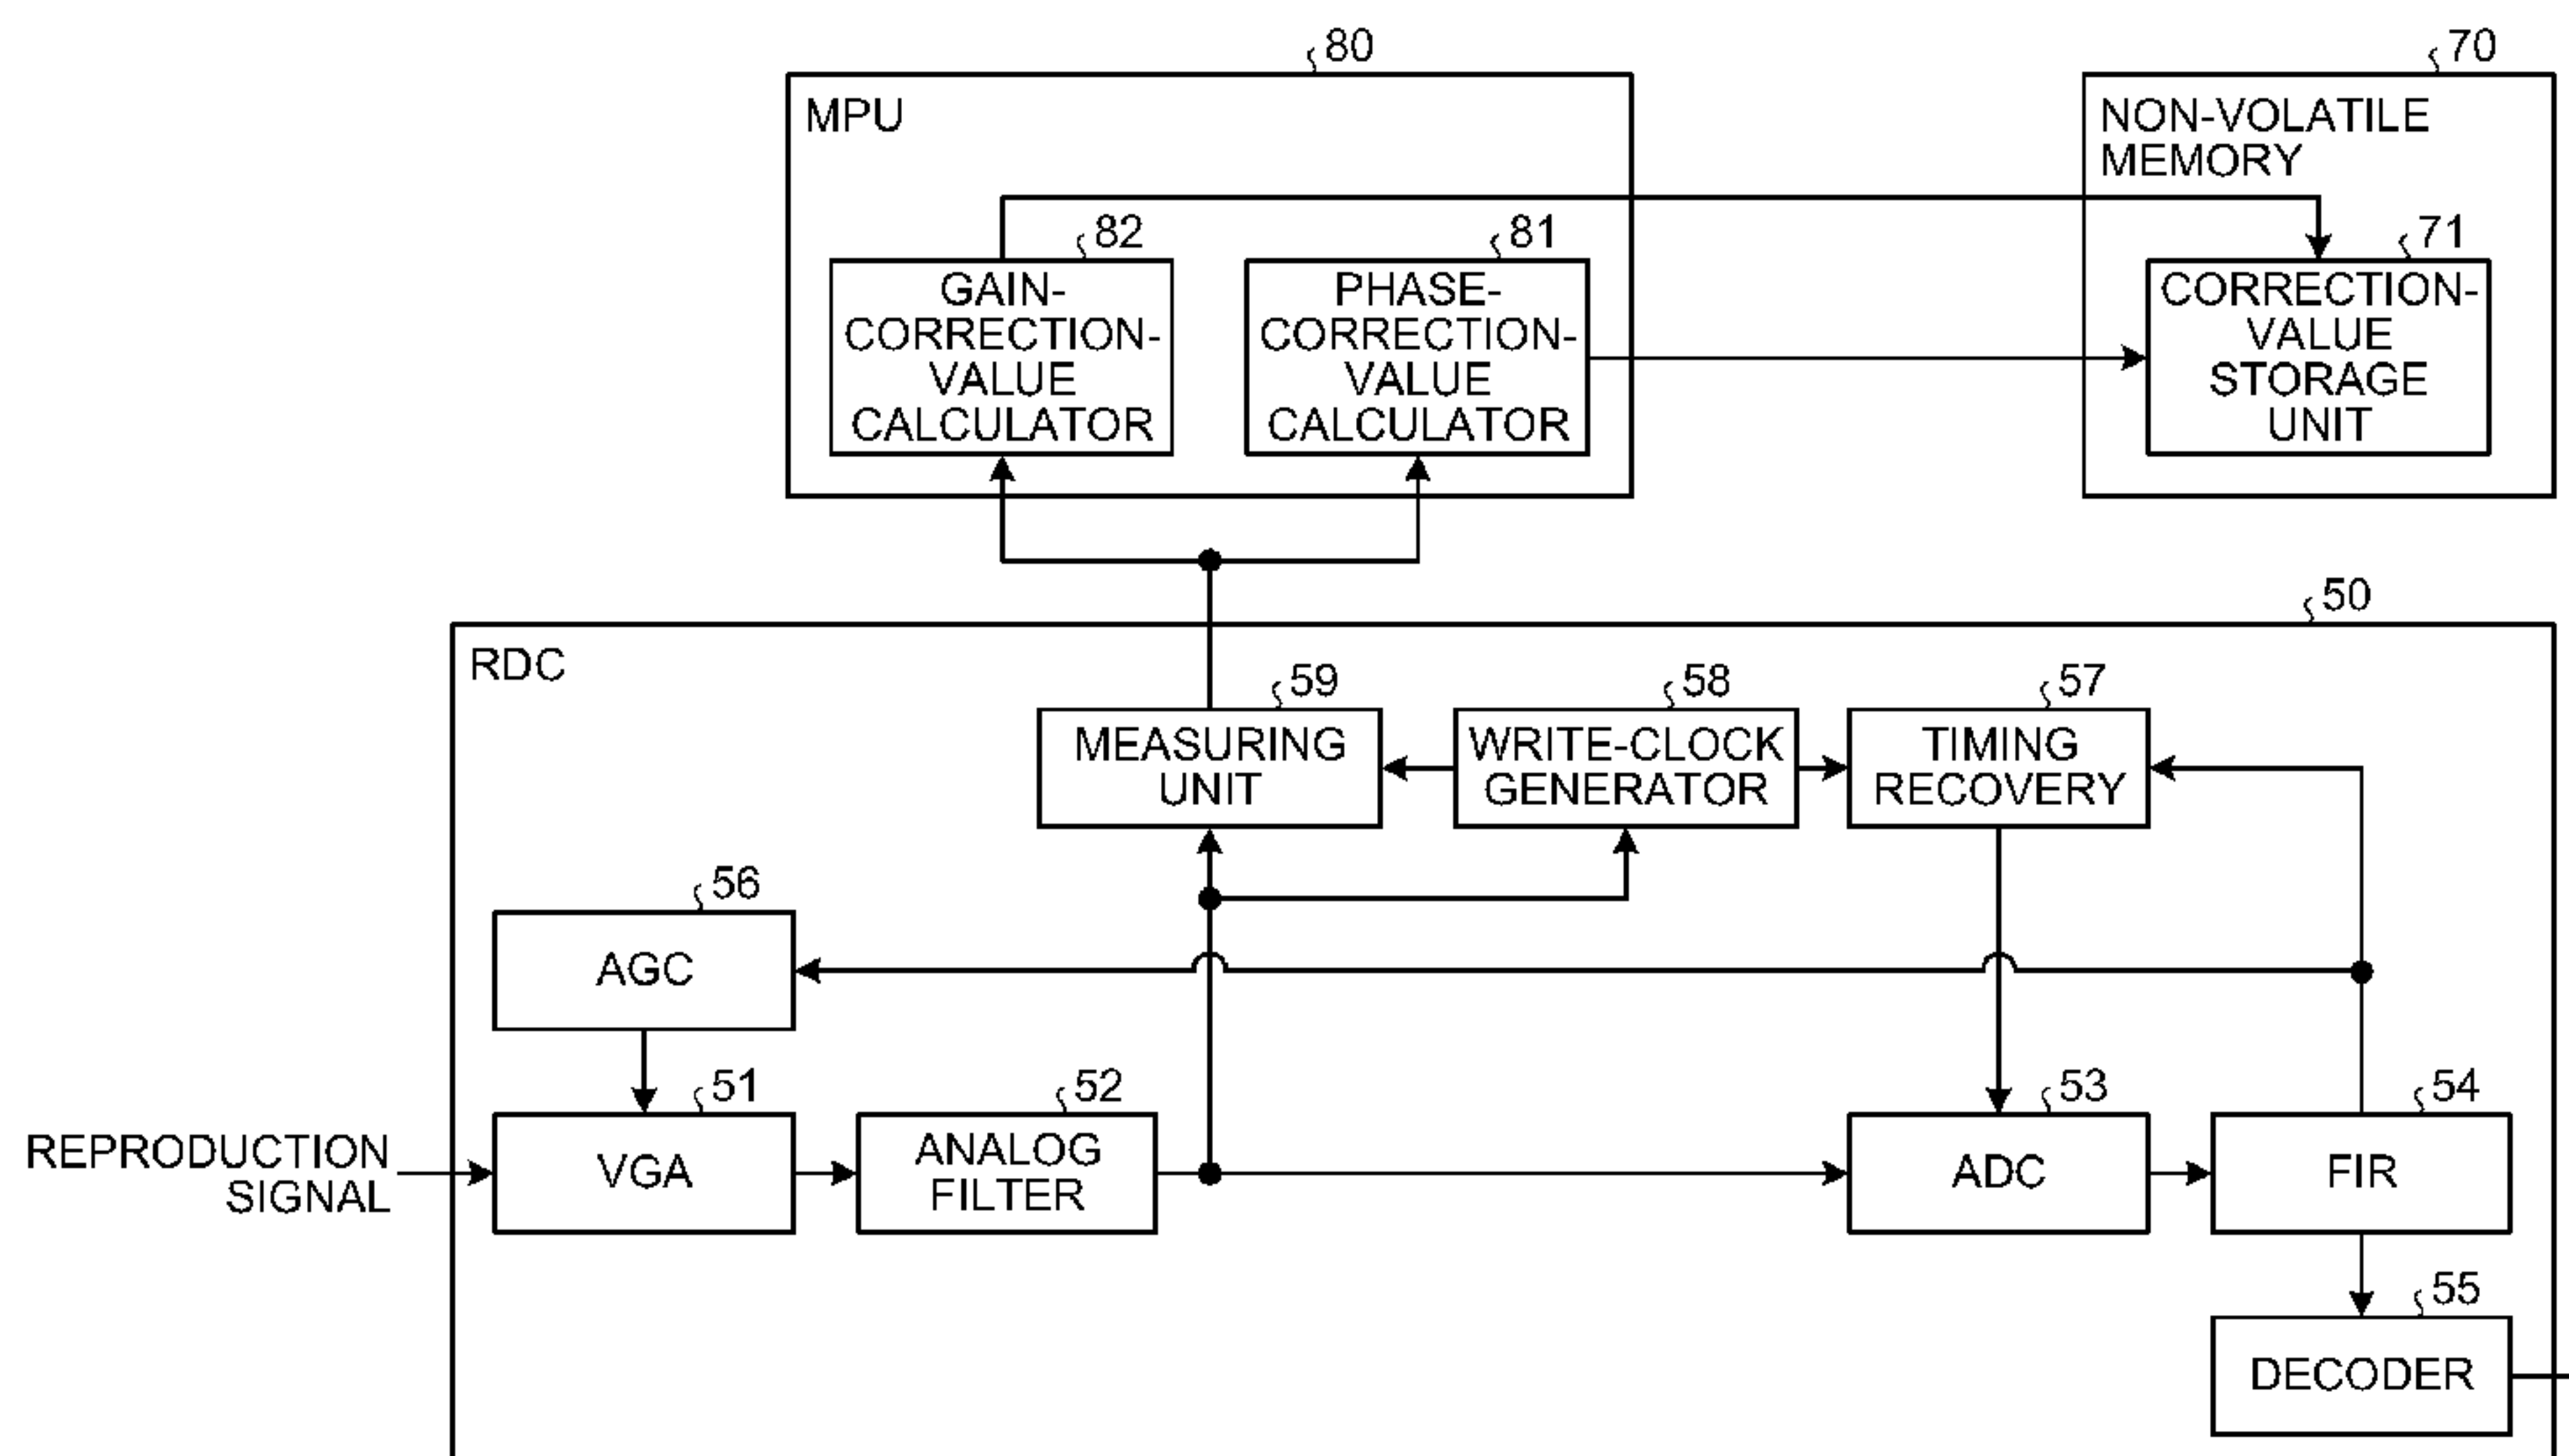 80
70
MPU
NON-VOLATILE
MEMORY
82
81
71
GAIN-
CORRECTION-
VALUE
CALCULATOR
PHASE-
CORRECTION-
VALUE
CALCULATOR
CORRECTION-
VALUE
STORAGE
UNIT
50
RDC
59
58
57
MEASURING
UNIT
WRITE-CLOCK
GENERATOR
TIMING
RECOVERY
56
AGC
51
52
53
54
REPRODUCTION
SIGNAL
VGA
ANALOG
FILTER
ADC
FIR
55
DECODER